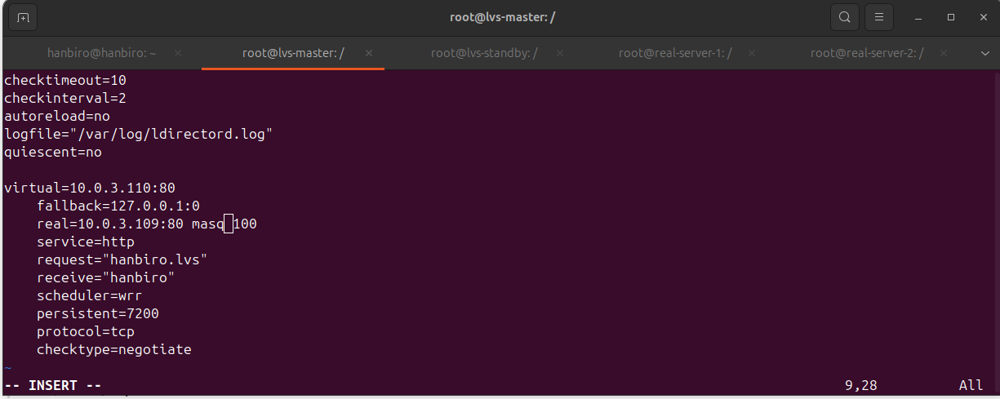 root@lvs-master: /
hanbiro@hanbiro: ~ × root@lvs-master: / × root@lvs-standby: / × root@real-server-1: / × root@real-server-2: / ×
checktimeout=10
checkinterval=2
autoreload=no
logfile="/var/log/ldirectord.log"
quiescent=no
virtual=10.0.3.110:80
    fallback=127.0.0.1:0
    real=10.0.3.109:80 masq 100
    service=http
    request="hanbiro.lvs"
    receive="hanbiro"
    scheduler=wrr
    persistent=7200
    protocol=tcp
    checktype=negotiate
~
-- INSERT -- 9,28 All